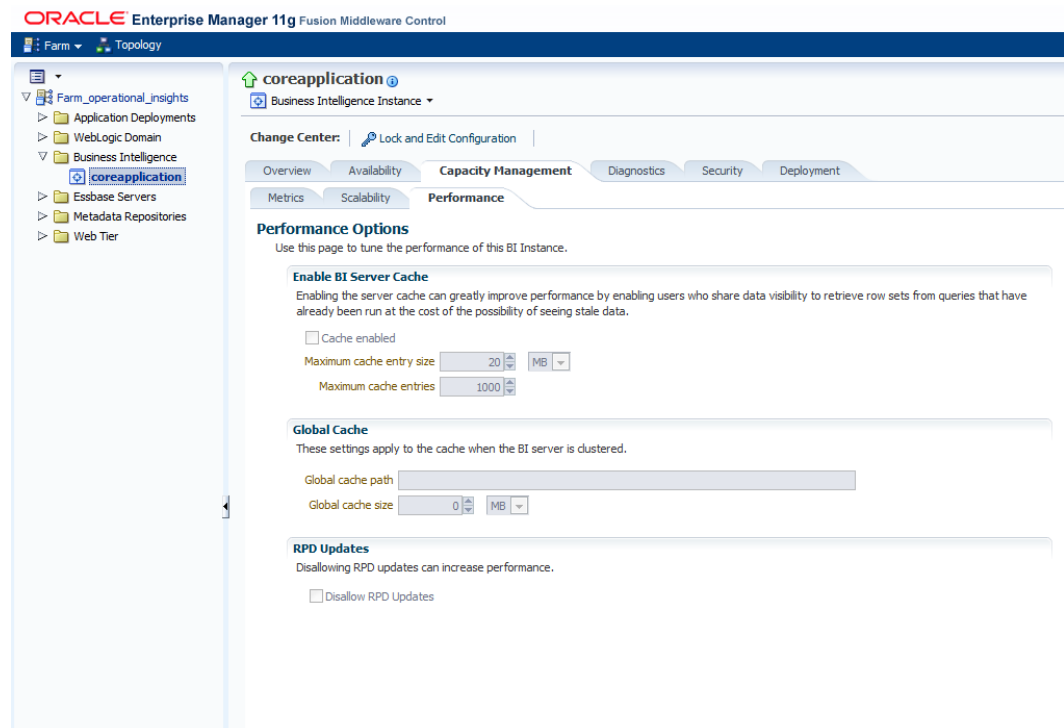 ORACLE Enterprise Manager 11g Fusion Middleware Control
Farm Topology
Farm_operational_insights
Application Deployments
WebLogic Domain
Business Intelligence
coreapplication
Essbase Servers
Metadata Repositories
Web Tier
coreapplication
Business Intelligence Instance
Change Center: Lock and Edit Configuration
Overview Availability Capacity Management Diagnostics Security Deployment
Metrics Scalability Performance
Performance Options
Use this page to tune the performance of this BI Instance.
Enable BI Server Cache
Enabling the server cache can greatly improve performance by enabling users who share data visibility to retrieve row sets from queries that have
already been run at the cost of the possibility of seeing stale data.
Cache enabled
Maximum cache entry size 20 MB
Maximum cache entries 1000
Global Cache
These settings apply to the cache when the BI server is clustered.
Global cache path
Global cache size 0 MB
RPD Updates
Disallowing RPD updates can increase performance.
Disallow RPD Updates